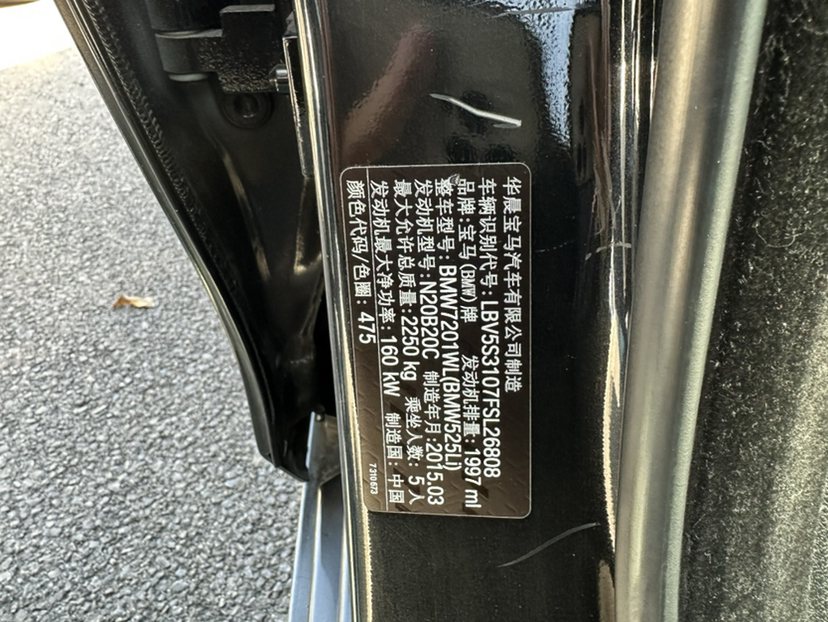 华晨宝马汽车有限公司制造
车辆识别代号: LBV5S3107FSL26808
品牌: 宝马(BMW)牌 发动机排量: 1997 ml
整车型号: BMW7201WL(BMW525Li)
发动机型号: N20B20C 制造年月: 2015.03
最大允许总质量: 2250 kg 乘坐人数: 5 人
发动机最大净功率: 160 kW 制造国: 中国
颜色代码/色圈: 475
7 310 673